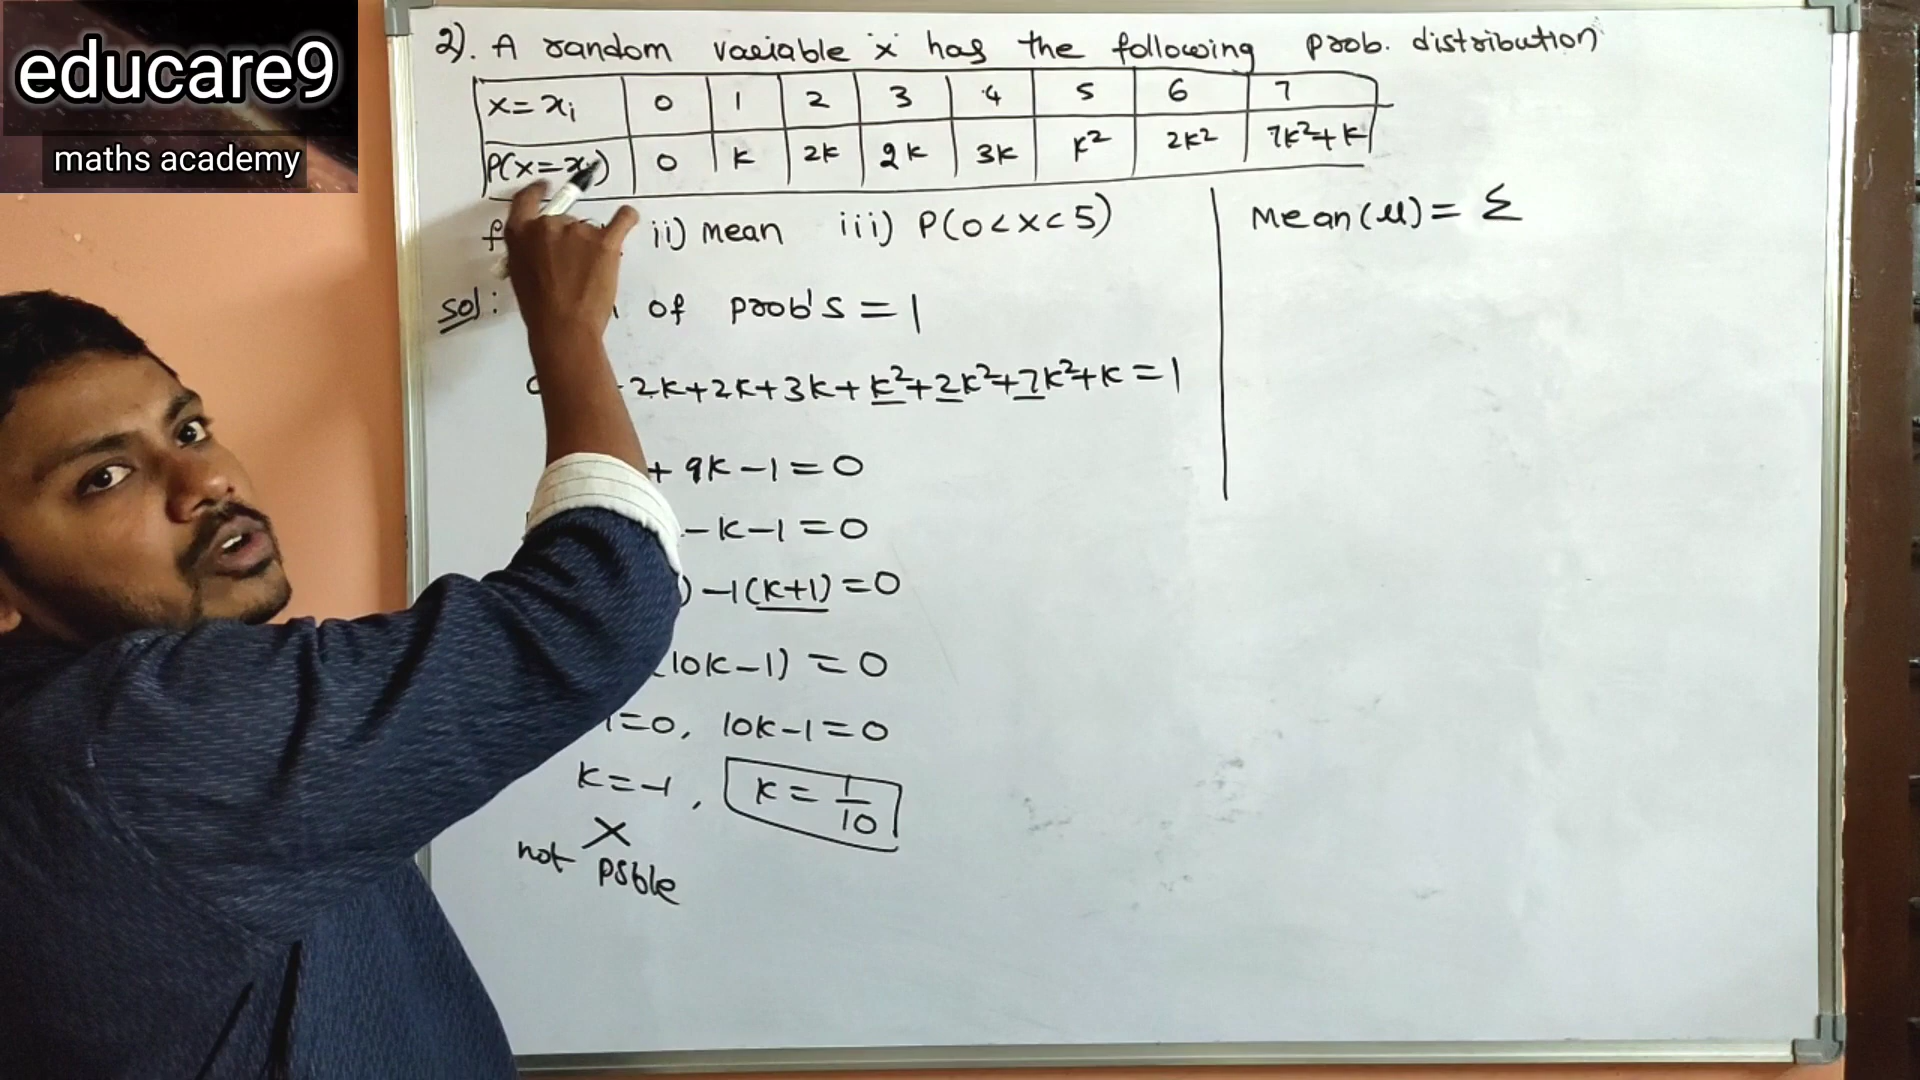 educare9
maths academy
2). A random variable 'x' has the following prob. distribution
x=xi 0 1 2 3 4 5 6 7
P(x=xi) 0 k 2k 2k 3k k² 2k² 7k²+k
ii) mean iii) P(0<x<5)
Mean(μ)= Σ
Sol: of prob's = 1
2k+2k+3k+k²+2k²+7k²+k=1
+ 9k-1=0
-k-1=0
) -1(k+1)=0
(10k-1) = 0
1=0, 10k-1=0
k=-1, k=1/10
X
not psble